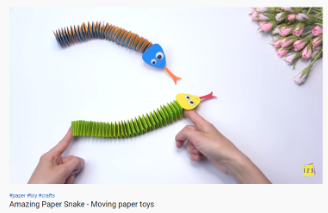 #paper #toy #crafts
Amazing Paper Snake - Moving paper toys